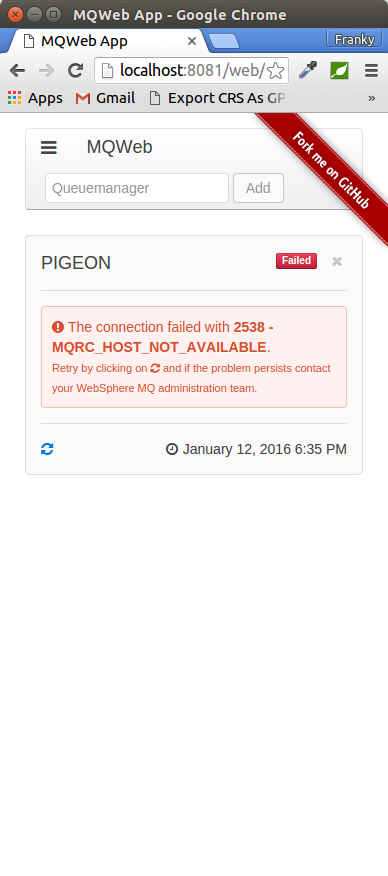 MQWeb App - Google Chrome
MQWeb App
Franky
localhost:8081/web/
Apps
Gmail
Export CRS As GP
»
MQWeb
Fork me on GitHub
Queuemanager
Add
PIGEON
Failed
The connection failed with 2538 -
MQRC_HOST_NOT_AVAILABLE.
Retry by clicking on and if the problem persists contact
your WebSphere MQ administration team.
January 12, 2016 6:35 PM